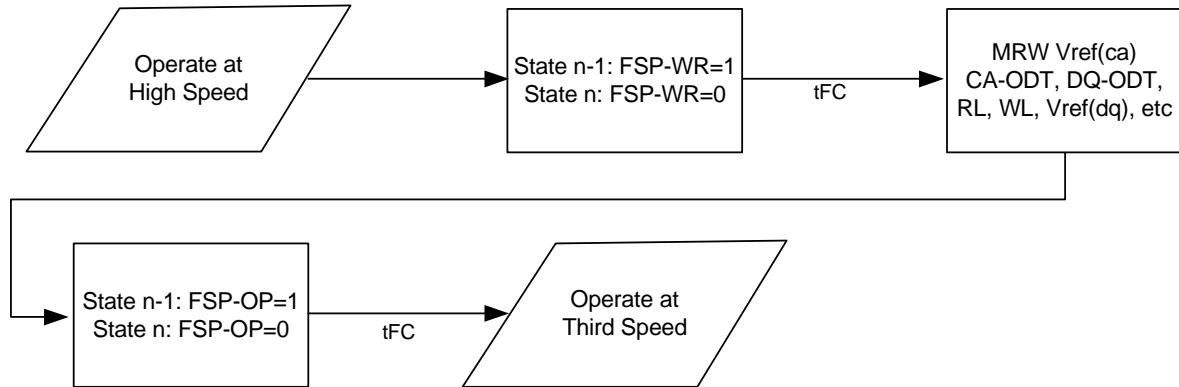 Operate at
High Speed
State n-1: FSP-WR=1
State n: FSP-WR=0
tFC
MRW Vref(ca)
CA-ODT, DQ-ODT,
RL, WL, Vref(dq), etc
State n-1: FSP-OP=1
State n: FSP-OP=0
tFC
Operate at
Third Speed